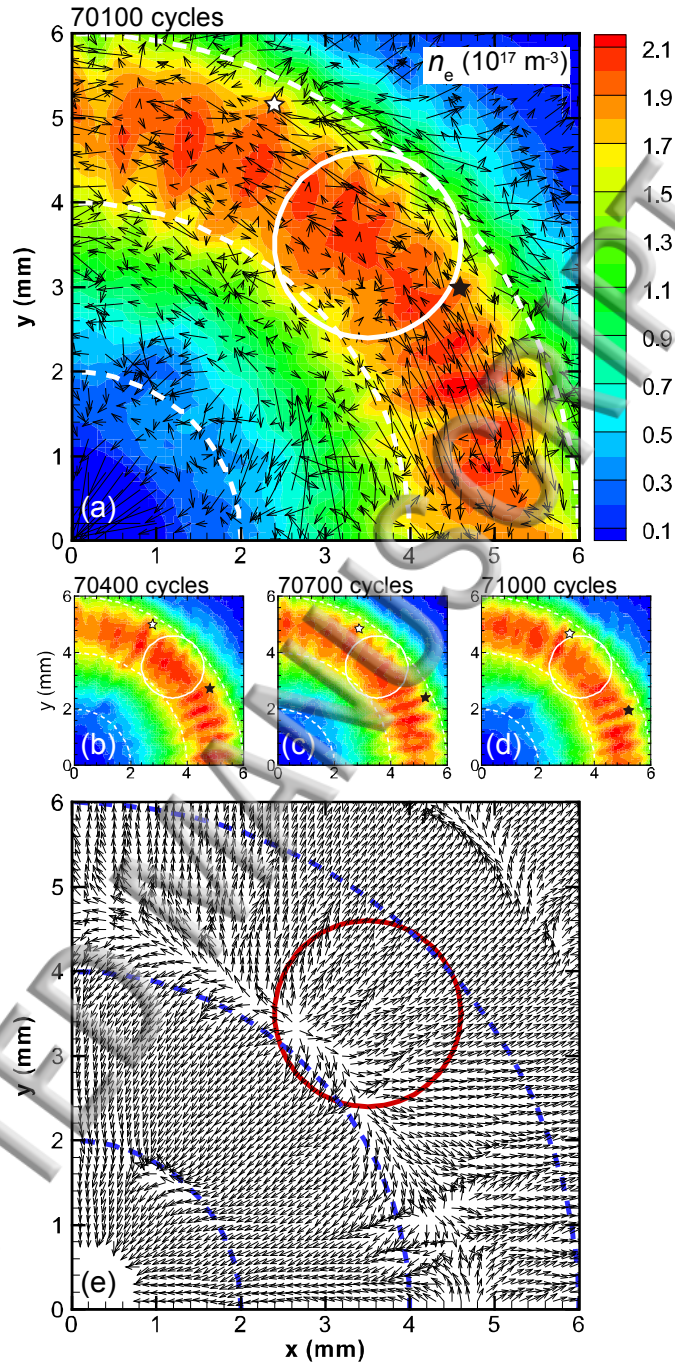 70100 cycles
nₑ (10¹⁷ m⁻³)
2.1
1.9
1.7
1.5
1.3
1.1
0.9
0.7
0.5
0.3
0.1
6
5
4
3
2
1
0
y (mm)
(a)
0 1 2 3 4 5 6
70400 cycles
70700 cycles
71000 cycles
6
4
2
0
y (mm)
(b)
(c)
(d)
0 2 4 6
0 2 4 6
0 2 4 6
6
5
4
3
2
1
0
y (mm)
(e)
0 1 2 3 4 5 6
x (mm)
TED MANUSCRIPT